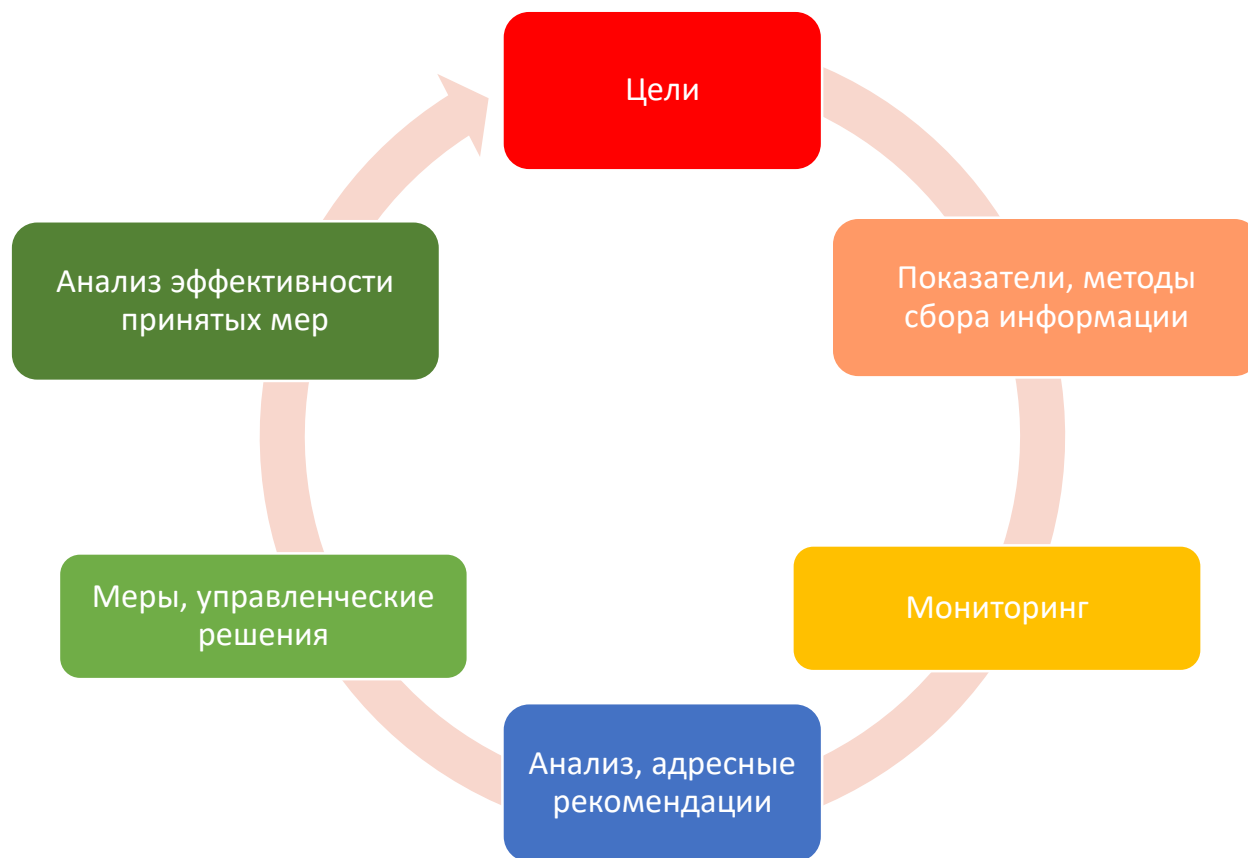 Цели
Показатели, методы
сбора информации
Мониторинг
Анализ, адресные
рекомендации
Меры, управленческие
решения
Анализ эффективности
принятых мер